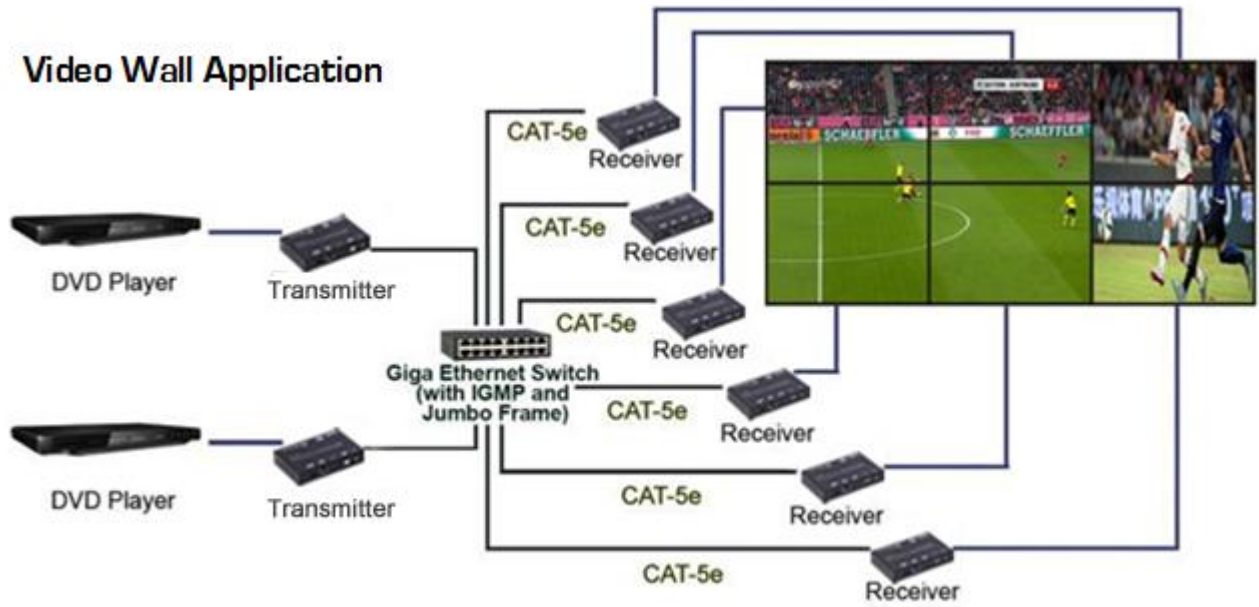 Video Wall Application
CAT-5e
Receiver
CAT-5e
Receiver
DVD Player
Transmitter
CAT-5e
Receiver
Giga Ethernet Switch
(with IGMP and
Jumbo Frame)
CAT-5e
Receiver
DVD Player
Transmitter
CAT-5e
Receiver
CAT-5e
Receiver
SCHAEFFLER
SCHAEFFLER